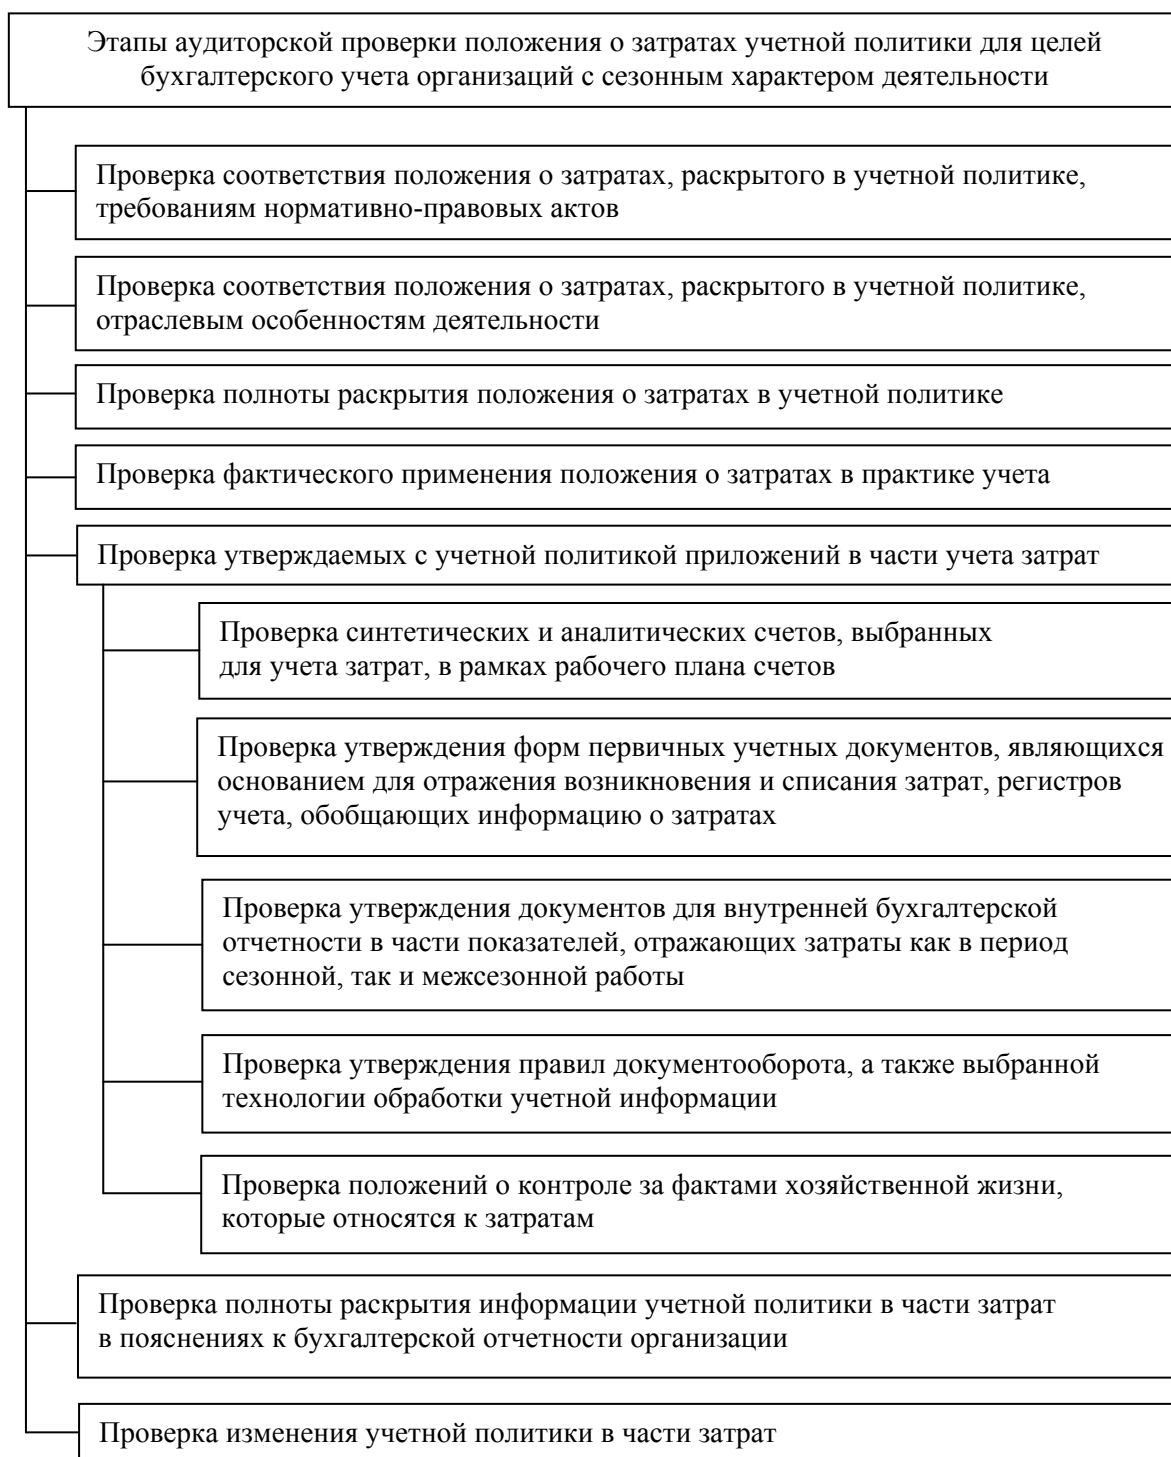 Этапы аудиторской проверки положения о затратах учетной политики для целей
бухгалтерского учета организаций с сезонным характером деятельности
Проверка соответствия положения о затратах, раскрытого в учетной политике,
требованиям нормативно-правовых актов
Проверка соответствия положения о затратах, раскрытого в учетной политике,
отраслевым особенностям деятельности
Проверка полноты раскрытия положения о затратах в учетной политике
Проверка фактического применения положения о затратах в практике учета
Проверка утверждаемых с учетной политикой приложений в части учета затрат
Проверка синтетических и аналитических счетов, выбранных
для учета затрат, в рамках рабочего плана счетов
Проверка утверждения форм первичных учетных документов, являющихся
основанием для отражения возникновения и списания затрат, регистров
учета, обобщающих информацию о затратах
Проверка утверждения документов для внутренней бухгалтерской
отчетности в части показателей, отражающих затраты как в период
сезонной, так и межсезонной работы
Проверка утверждения правил документооборота, а также выбранной
технологии обработки учетной информации
Проверка положений о контроле за фактами хозяйственной жизни,
которые относятся к затратам
Проверка полноты раскрытия информации учетной политики в части затрат
в пояснениях к бухгалтерской отчетности организации
Проверка изменения учетной политики в части затрат